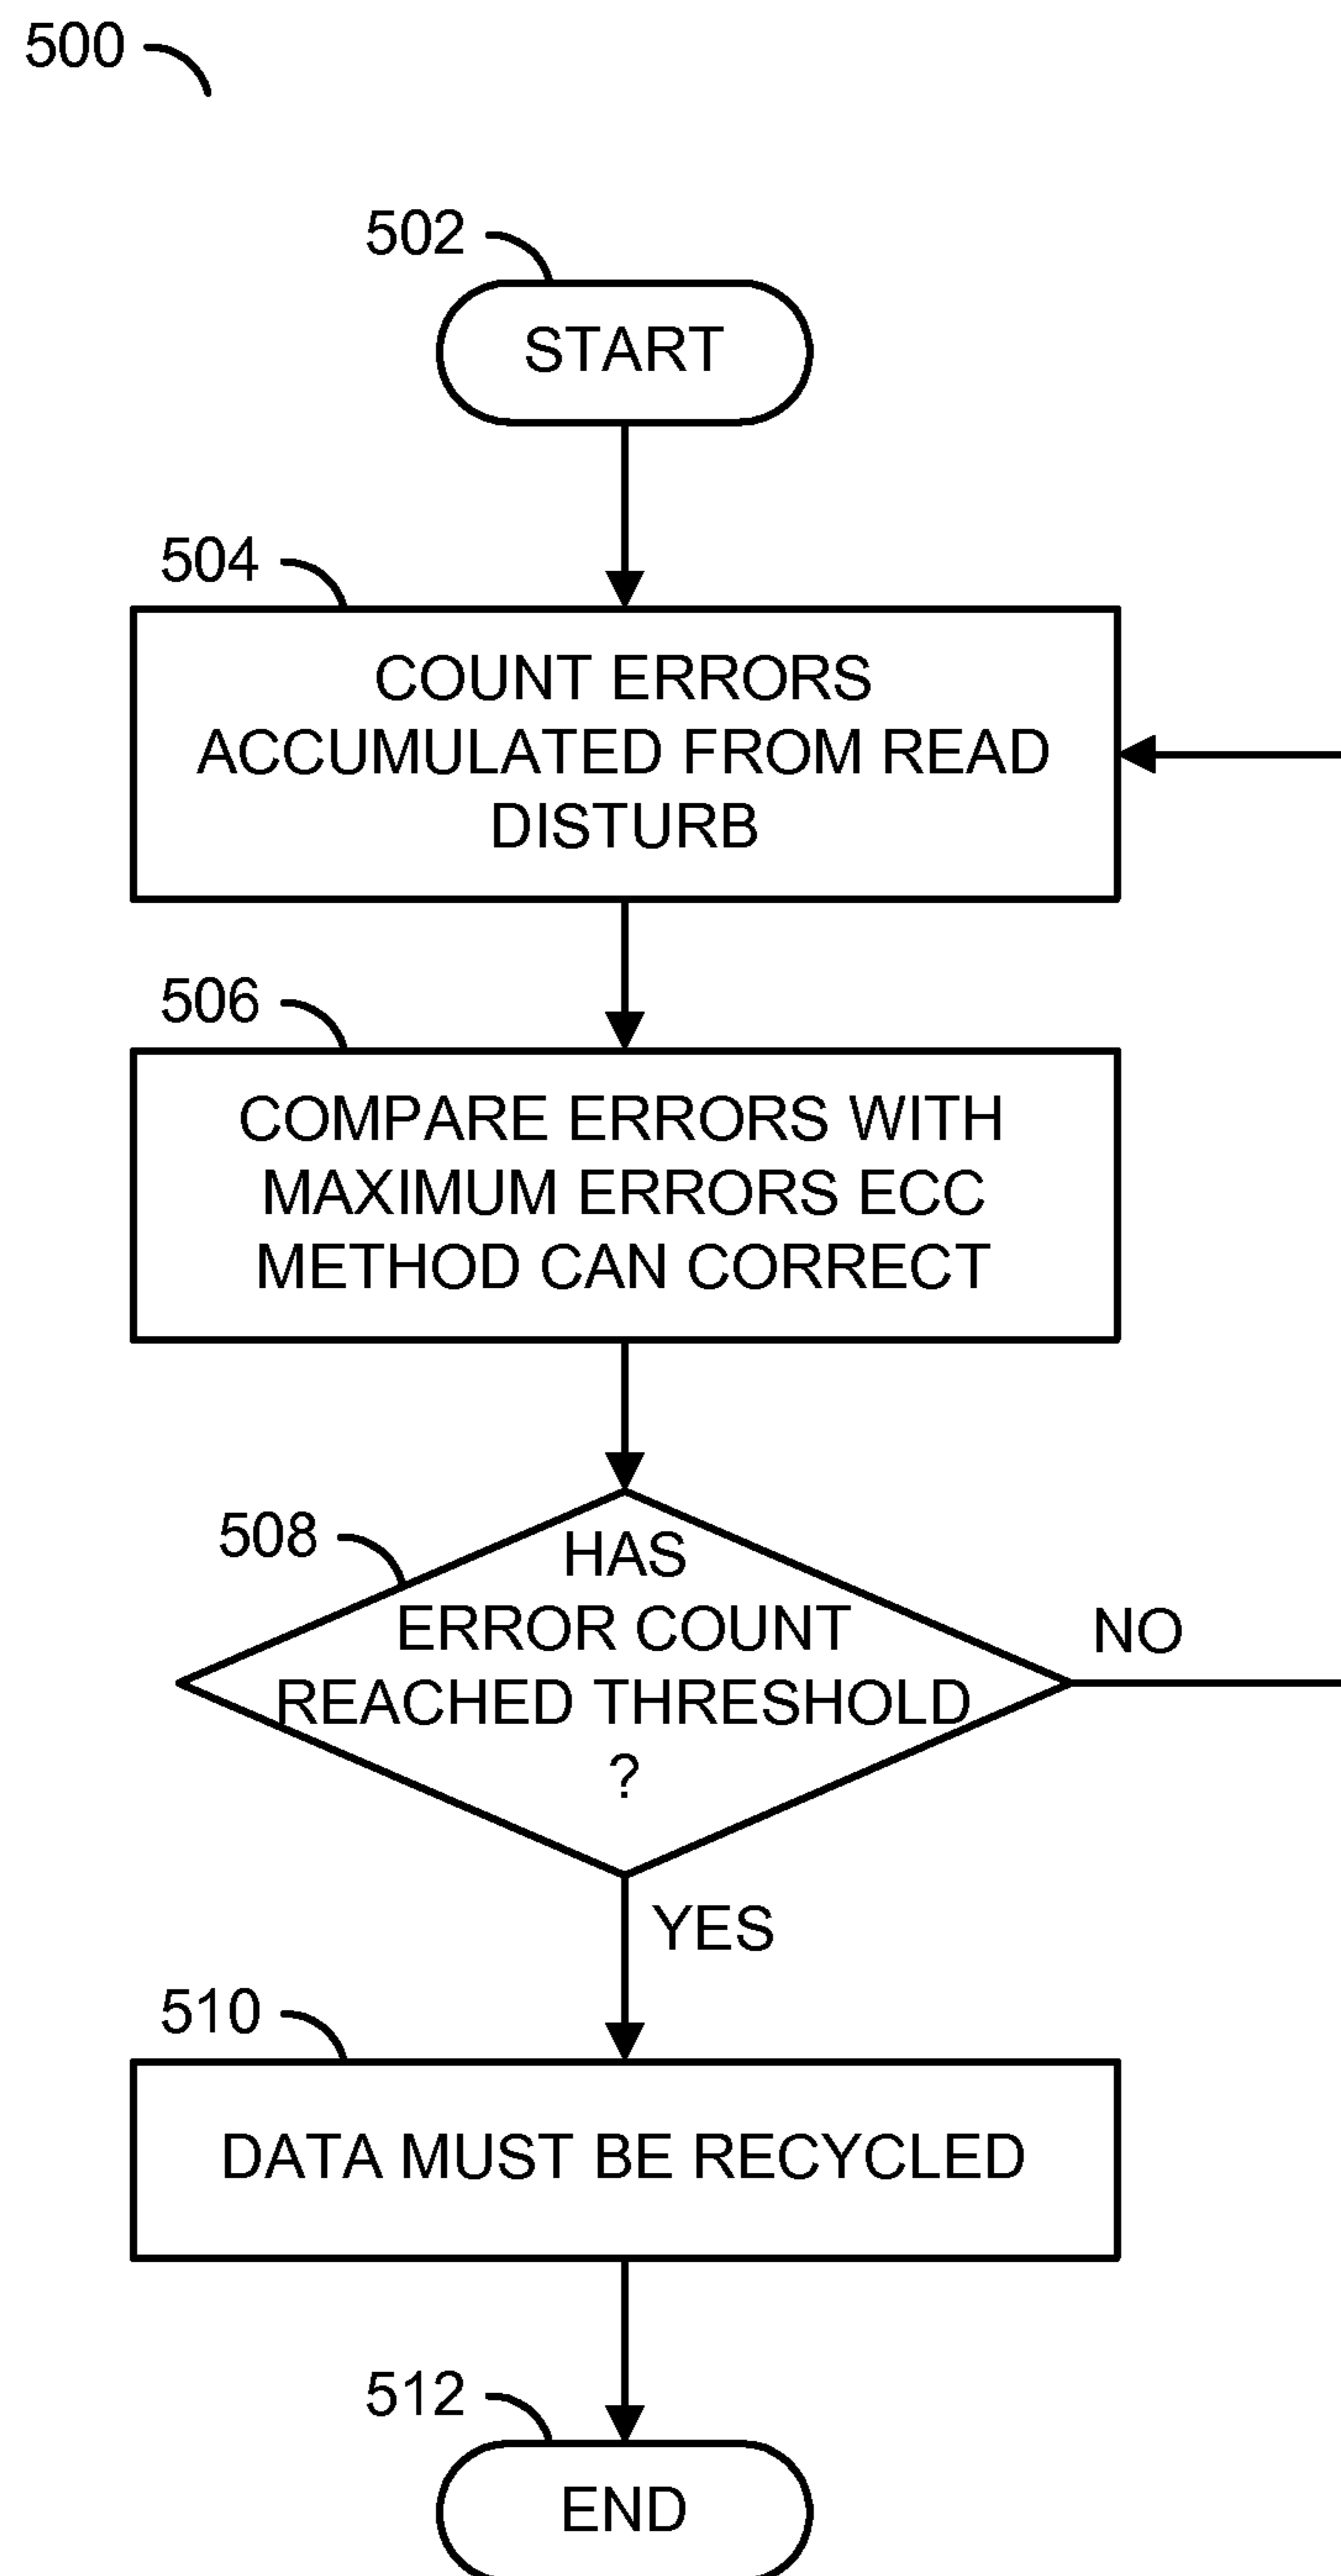 500
502
START
504
COUNT ERRORS
ACCUMULATED FROM READ
DISTURB
506
COMPARE ERRORS WITH
MAXIMUM ERRORS ECC
METHOD CAN CORRECT
508
HAS
ERROR COUNT
REACHED THRESHOLD
?
NO
YES
510
DATA MUST BE RECYCLED
512
END